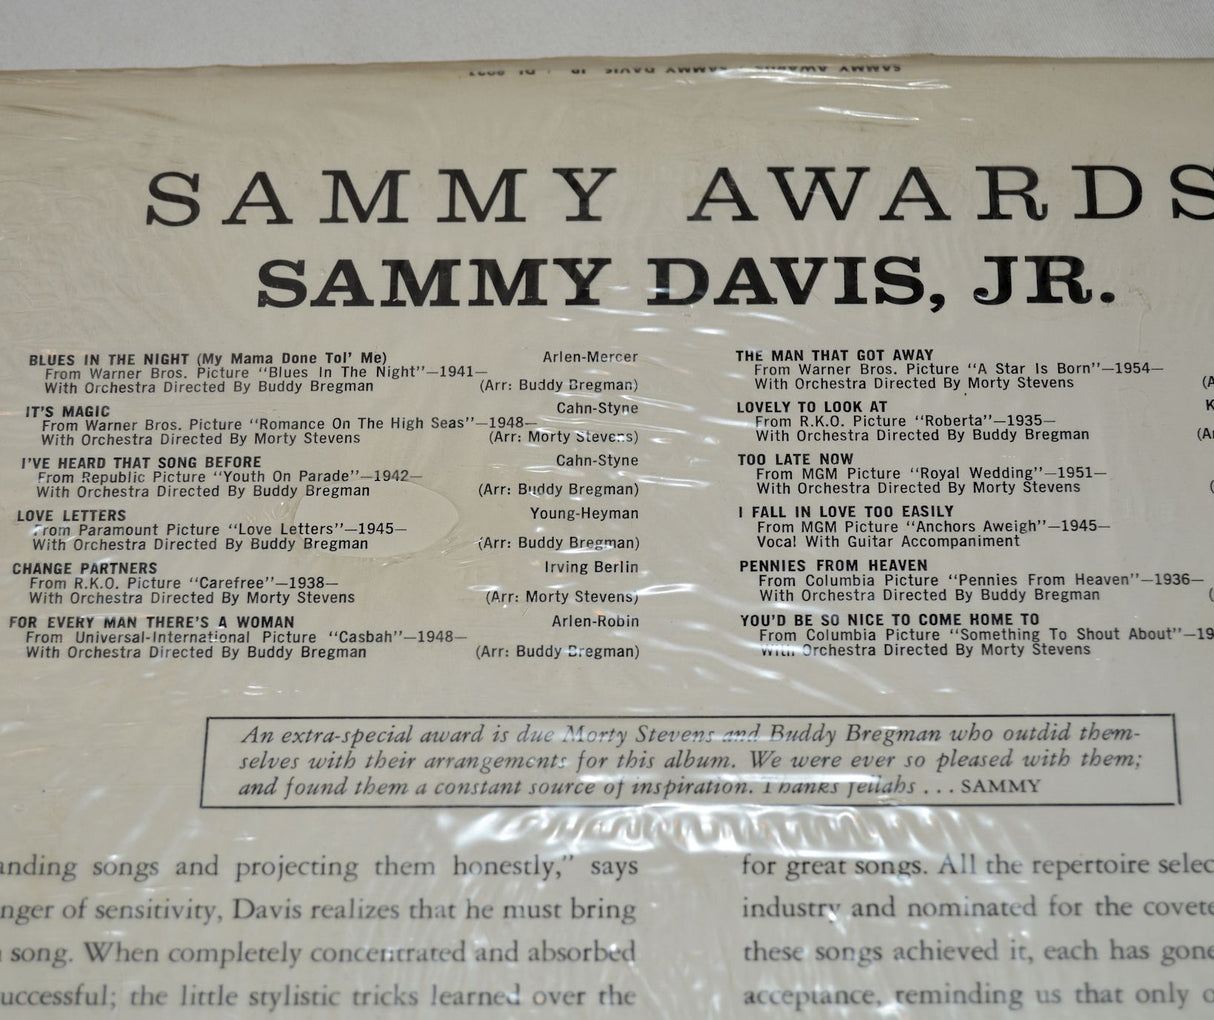 SAMMY AWARDS
SAMMY DAVIS, JR.
BLUES IN THE NIGHT (My Mama Done Tol' Me) Arlen-Mercer
From Warner Bros. Picture "Blues In The Night"—1941—
With Orchestra Directed By Buddy Bregman (Arr: Buddy Bregman)
IT'S MAGIC Cahn-Styne
From Warner Bros. Picture "Romance On The High Seas"—1948—
With Orchestra Directed By Morty Stevens (Arr: Morty Stevens)
I'VE HEARD THAT SONG BEFORE Cahn-Styne
From Republic Picture "Youth On Parade"—1942—
With Orchestra Directed By Buddy Bregman (Arr: Buddy Bregman)
LOVE LETTERS Young-Heyman
From Paramount Picture "Love Letters"—1945—
With Orchestra Directed By Buddy Bregman (Arr: Buddy Bregman)
CHANGE PARTNERS Irving Berlin
From R.K.O. Picture "Carefree"—1938—
With Orchestra Directed By Morty Stevens (Arr: Morty Stevens)
FOR EVERY MAN THERE'S A WOMAN Arlen-Robin
From Universal-International Picture "Casbah"—1948—
With Orchestra Directed By Buddy Bregman (Arr: Buddy Bregman)
THE MAN THAT GOT AWAY
From Warner Bros. Picture "A Star Is Born"—1954—
With Orchestra Directed By Morty Stevens
LOVELY TO LOOK AT
From R.K.O. Picture "Roberta"—1935—
With Orchestra Directed By Buddy Bregman
TOO LATE NOW
From MGM Picture "Royal Wedding"—1951—
With Orchestra Directed By Morty Stevens
I FALL IN LOVE TOO EASILY
From MGM Picture "Anchors Aweigh"—1945—
Vocal With Guitar Accompaniment
PENNIES FROM HEAVEN
From Columbia Picture "Pennies From Heaven"—1936—
With Orchestra Directed By Buddy Bregman
YOU'D BE SO NICE TO COME HOME TO
From Columbia Picture "Something To Shout About"—19
With Orchestra Directed By Morty Stevens
An extra-special award is due Morty Stevens and Buddy Bregman who outdid them-
selves with their arrangements for this album. We were ever so pleased with them;
and found them a constant source of inspiration. Thanks fellahs . . . SAMMY
anding songs and projecting them honestly," says
nger of sensitivity, Davis realizes that he must bring
song. When completely concentrated and absorbed
uccessful; the little stylistic tricks learned over the
for great songs. All the repertoire selec
industry and nominated for the covete
these songs achieved it, each has gone
acceptance, reminding us that only